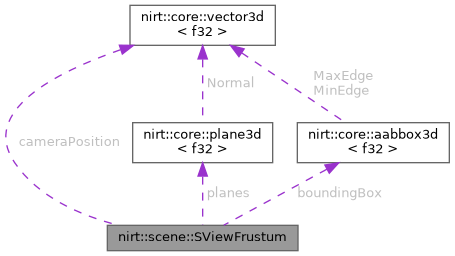 nirt::core::vector3d
< f32 >
MaxEdge
MinEdge
Normal
cameraPosition
nirt::core::plane3d
< f32 >
nirt::core::aabbox3d
< f32 >
planes
boundingBox
nirt::scene::SViewFrustum